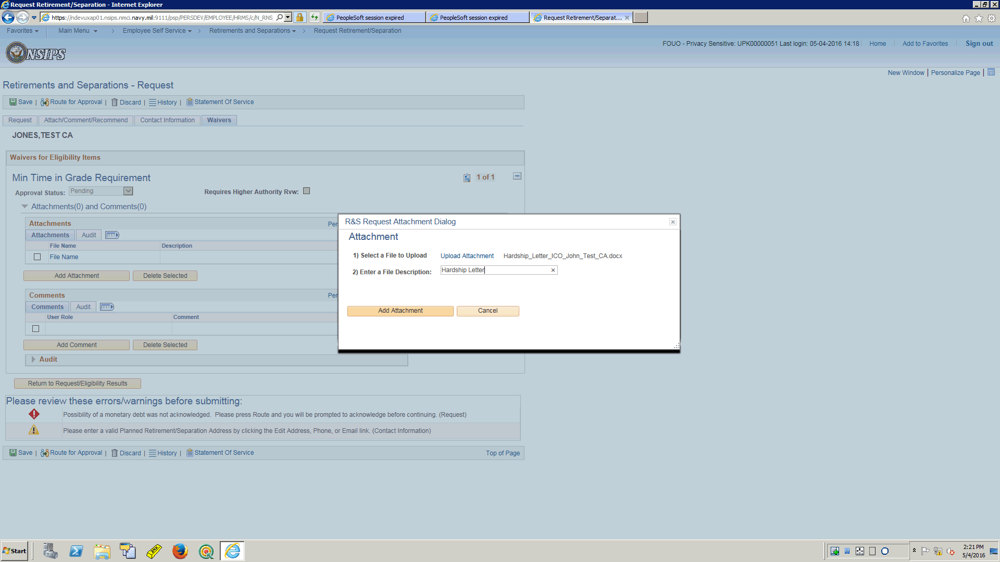 Request Retirement/Separation - Internet Explorer
https://ndevuxap01.nsips.nmci.navy.mil:9111/psp/PERSDEV/EMPLOYEE/HRMS/c/N_RNS_
PeopleSoft session expired
PeopleSoft session expired
Request Retirement/Separat...
Favorites
Main Menu
Employee Self Service
Retirements and Separations
Request Retirement/Separation
NSIPS
FOUO - Privacy Sensitive: UPK00000051 Last login: 05-04-2016 14:18
Home
Add to Favorites
Sign out
New Window | Personalize Page |
Retirements and Separations - Request
Save | Route for Approval | Discard | History | Statement Of Service
Request
Attach/Comment/Recommend
Contact Information
Waivers
JONES,TEST CA
Waivers for Eligibility Items
Min Time in Grade Requirement
1 of 1
Approval Status: Pending
Requires Higher Authority Rvw:
Attachments(0) and Comments(0)
Attachments
Per
Attachments
Audit
File Name
Description
File Name
Add Attachment
Delete Selected
Comments
Per
Comments
Audit
User Role
Comment
Add Comment
Delete Selected
Audit
R&S Request Attachment Dialog
Attachment
1) Select a File to Upload
Upload Attachment
Hardship_Letter_ICO_John_Test_CA.docx
2) Enter a File Description:
Hardship Letter
Add Attachment
Cancel
Return to Request/Eligibility Results
Please review these errors/warnings before submitting:
Possibility of a monetary debt was not acknowledged. Please press Route and you will be prompted to acknowledge before continuing. (Request)
Please enter a valid Planned Retirement/Separation Address by clicking the Edit Address, Phone, or Email link. (Contact Information)
Save | Route for Approval | Discard | History | Statement Of Service
Top of Page
Start
2:21 PM
5/4/2016